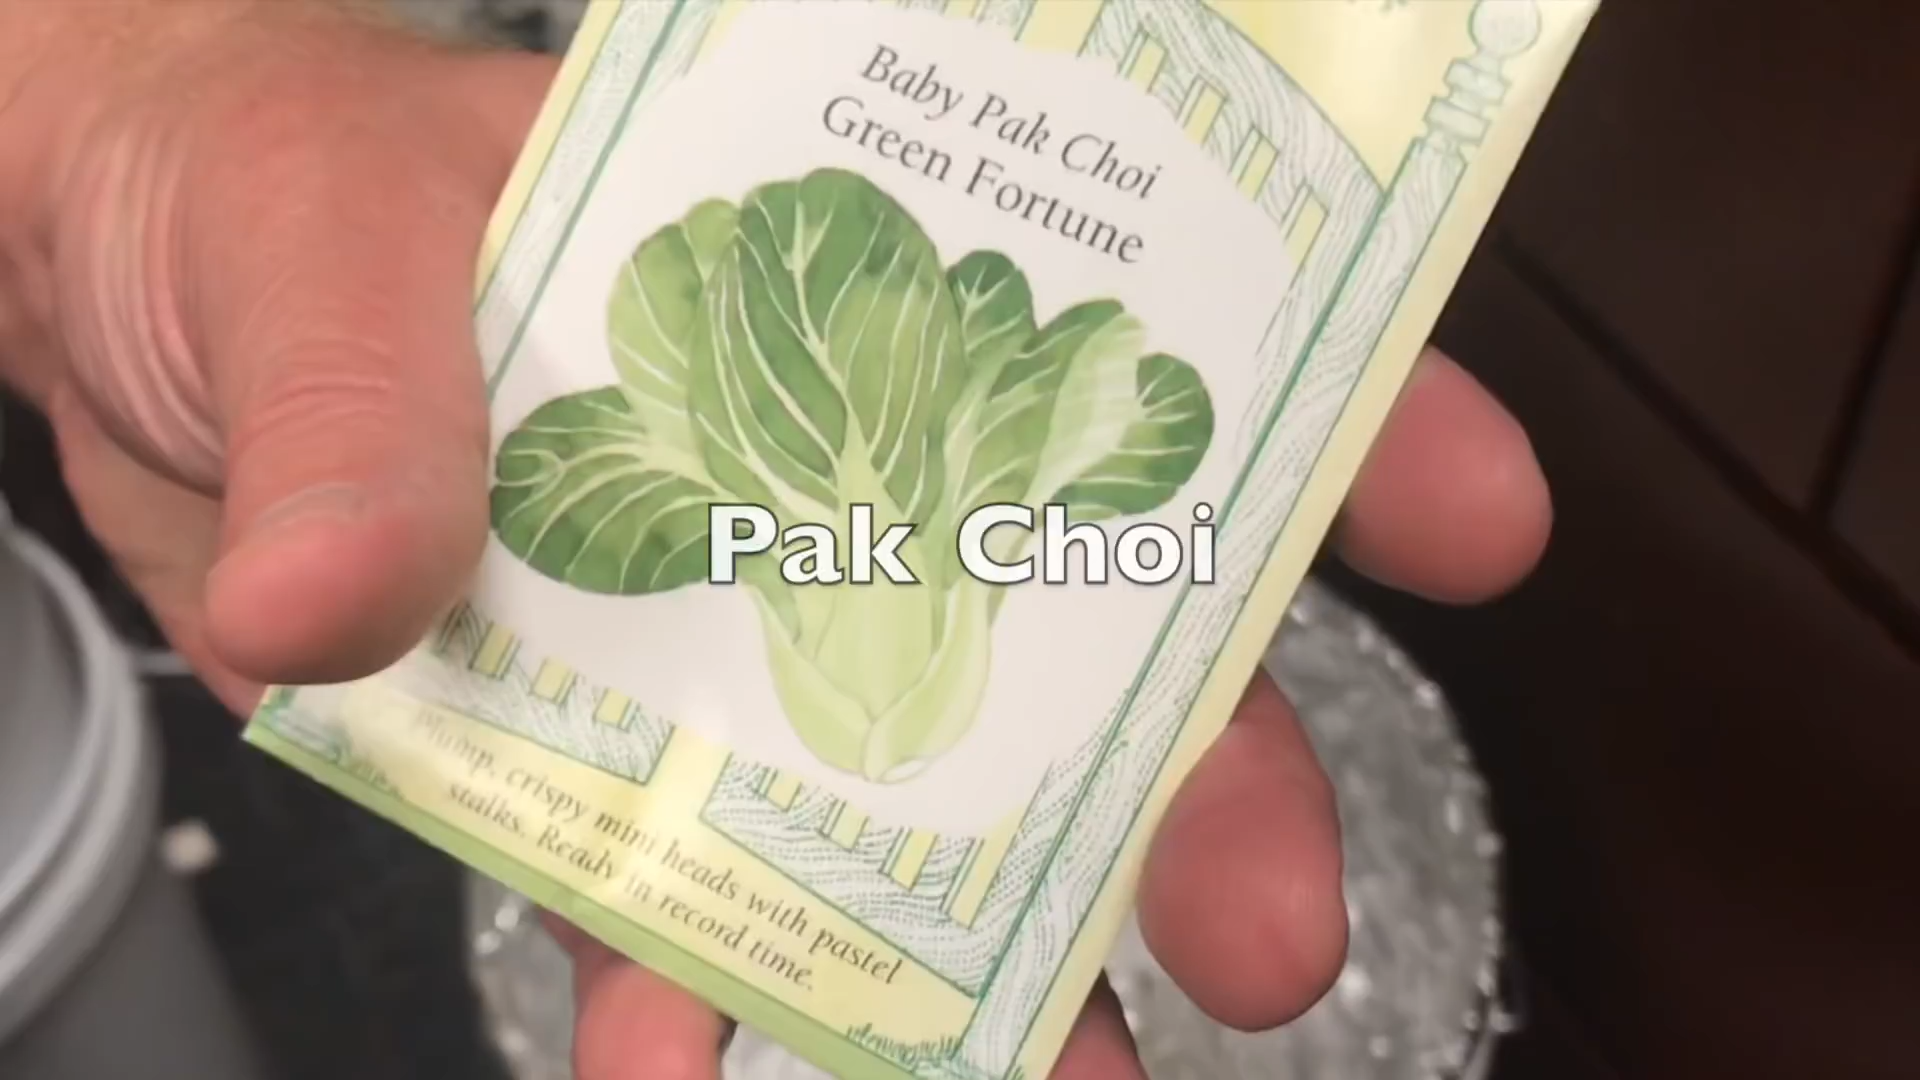 Baby Pak Choi
Green Fortune
Pak Choi
Plump, crispy mini heads with pastel
stalks. Ready in record time.